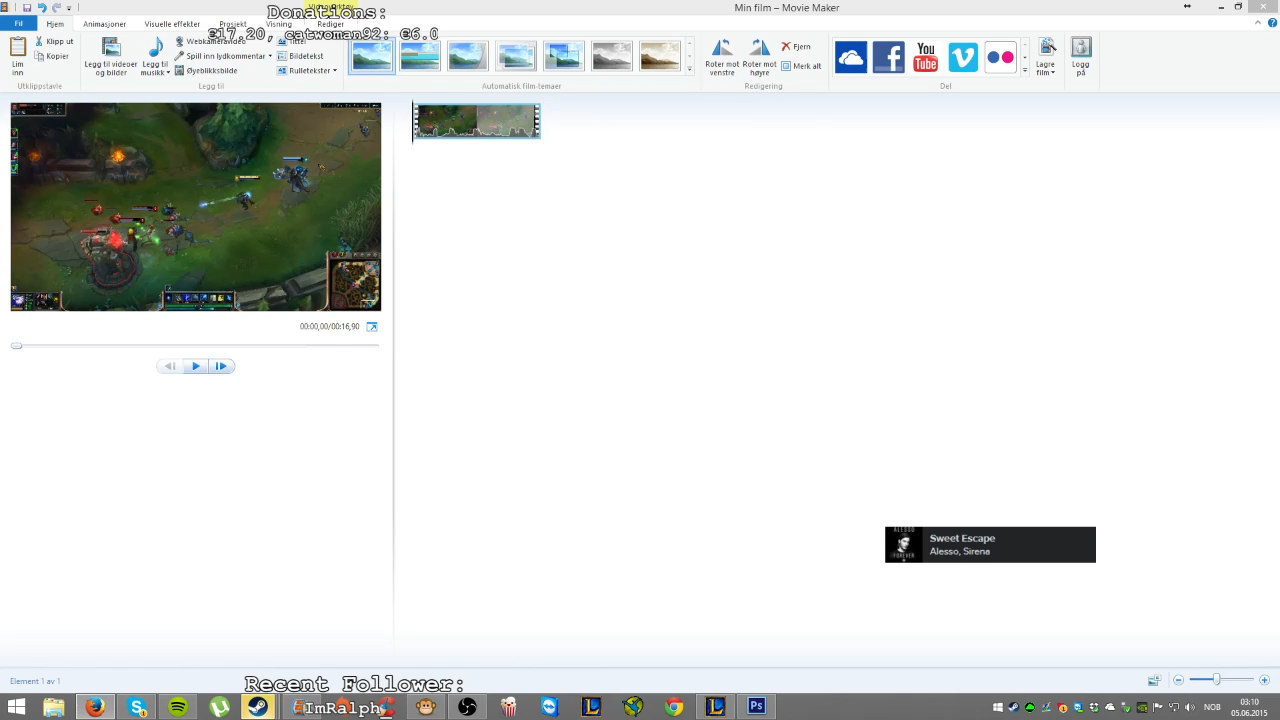 Donations:
€17.20, catwoman92: €6.0
Min film – Movie Maker
Fil
Hjem
Animasjoner
Visuelle effekter
Prosjekt
Visning
Rediger
Lim inn
Klipp ut
Kopier
Utklippstavle
Legg til videoer og bilder
Legg til musikk
Webkameravideo
Spill inn lydkommentar
Øyeblikksbilde
Tittel
Bildetekst
Rulletekster
Legg til
Automatisk film-temaer
Roter mot venstre
Roter mot høyre
Fjern
Merk alt
Redigering
You Tube
Del
Lagre film
Logg på
00:00,00/00:16,90
Sweet Escape
Alesso, Sirena
ALESSO
FOREVER
Element 1 av 1
Recent Follower:
ImRalph
NOB
03:10
05.06.2015